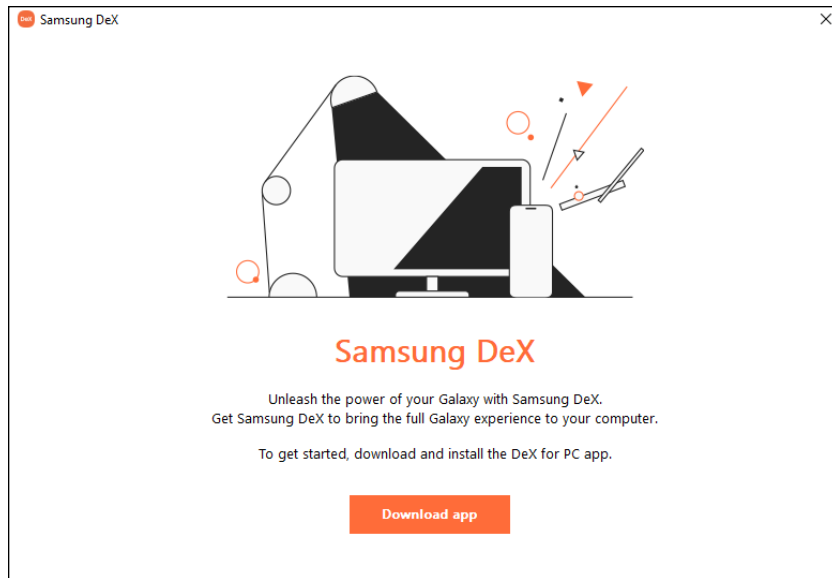 DeX Samsung DeX
Samsung DeX
Unleash the power of your Galaxy with Samsung DeX.
Get Samsung DeX to bring the full Galaxy experience to your computer.
To get started, download and install the DeX for PC app.
Download app